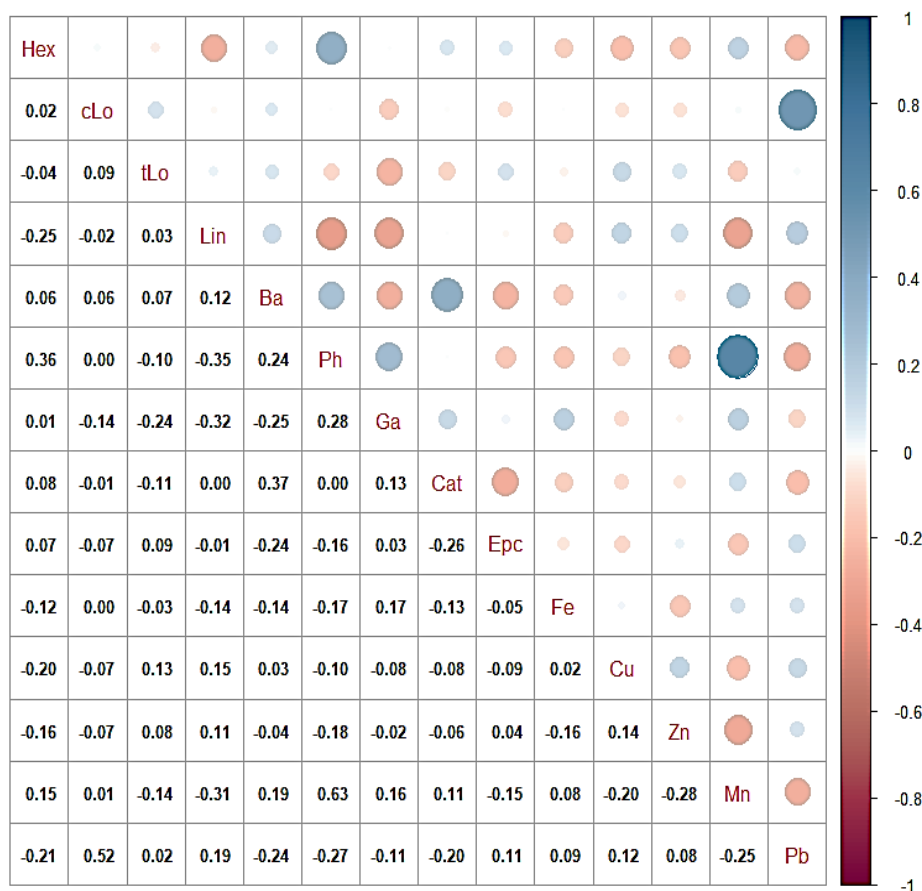 Hex
0.02 cLo
-0.04 0.09 tLo
-0.25 -0.02 0.03 Lin
0.06 0.06 0.07 0.12 Ba
0.36 0.00 -0.10 -0.35 0.24 Ph
0.01 -0.14 -0.24 -0.32 -0.25 0.28 Ga
0.08 -0.01 -0.11 0.00 0.37 0.00 0.13 Cat
0.07 -0.07 0.09 -0.01 -0.24 -0.16 0.03 -0.26 Epc
-0.12 0.00 -0.03 -0.14 -0.14 -0.17 0.17 -0.13 -0.05 Fe
-0.20 -0.07 0.13 0.15 0.03 -0.10 -0.08 -0.08 -0.09 0.02 Cu
-0.16 -0.07 0.08 0.11 -0.04 -0.18 -0.02 -0.06 0.04 -0.16 0.14 Zn
0.15 0.01 -0.14 -0.31 0.19 0.63 0.16 0.11 -0.15 0.08 -0.20 -0.28 Mn
-0.21 0.52 0.02 0.19 -0.24 -0.27 -0.11 -0.20 0.11 0.09 0.12 0.08 -0.25 Pb
1
0.8
0.6
0.4
0.2
0
-0.2
-0.4
-0.6
-0.8
-1